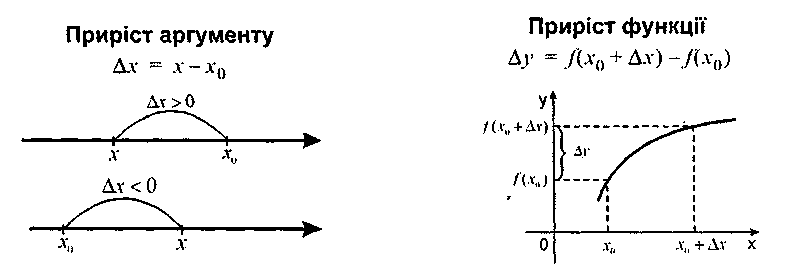 Приріст аргументу
Δx = x – x₀
Δx > 0
x x₀
Δx < 0
x₀ x
Приріст функції
Δy = f(x₀ + Δx) – f(x₀)
y
f(x₀ + Δx)
Δy
f(x₀)
0 x₀ x₀ + Δx x